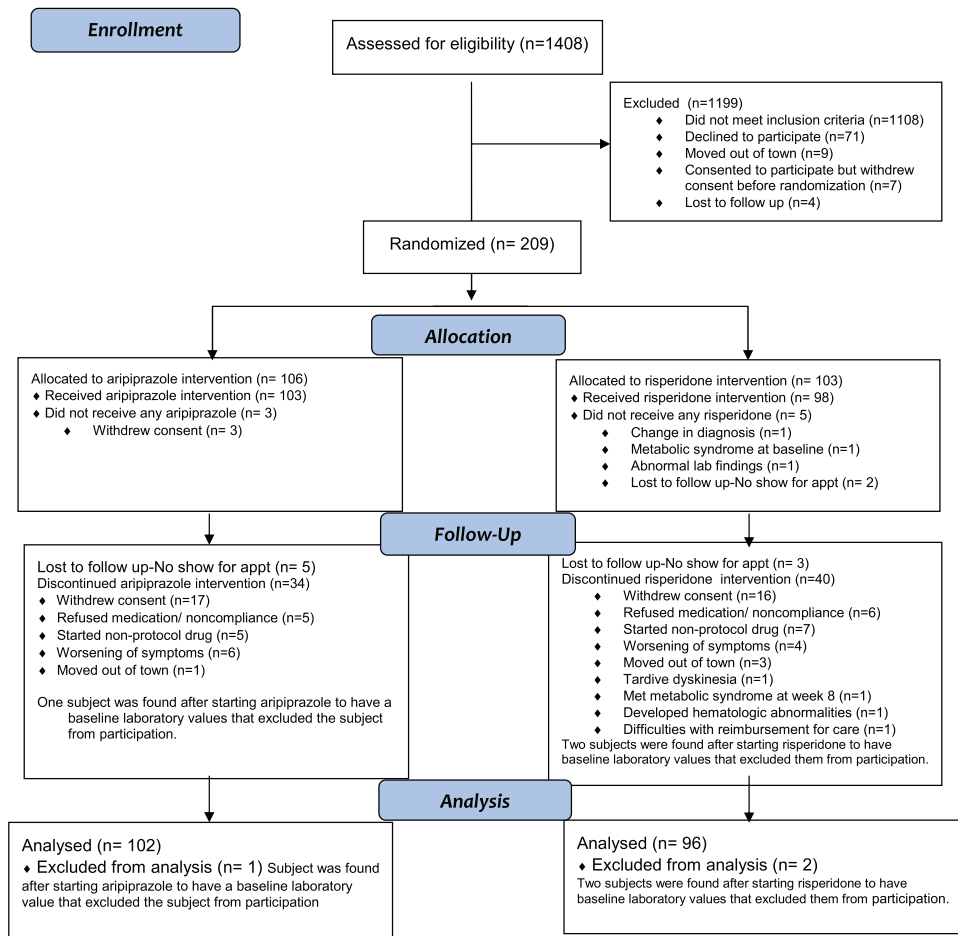 Enrollment
Assessed for eligibility (n=1408)
Excluded (n=1199)
♦ Did not meet inclusion criteria (n=1108)
♦ Declined to participate (n=71)
♦ Moved out of town (n=9)
♦ Consented to participate but withdrew
consent before randomization (n=7)
♦ Lost to follow up (n=4)
Randomized (n= 209)
Allocation
Allocated to aripiprazole intervention (n= 106)
♦ Received aripiprazole intervention (n= 103)
♦ Did not receive any aripiprazole (n= 3)
♦ Withdrew consent (n= 3)
Allocated to risperidone intervention (n= 103)
♦ Received risperidone intervention (n= 98)
♦ Did not receive any risperidone (n= 5)
♦ Change in diagnosis (n=1)
♦ Metabolic syndrome at baseline (n=1)
♦ Abnormal lab findings (n=1)
♦ Lost to follow up-No show for appt (n= 2)
Follow-Up
Lost to follow up-No show for appt (n= 5)
Discontinued aripiprazole intervention (n=34)
♦ Withdrew consent (n=17)
♦ Refused medication/ noncompliance (n=5)
♦ Started non-protocol drug (n=5)
♦ Worsening of symptoms (n=6)
♦ Moved out of town (n=1)
One subject was found after starting aripiprazole to have a
baseline laboratory values that excluded the subject
from participation.
Lost to follow up-No show for appt (n= 3)
Discontinued risperidone intervention (n=40)
♦ Withdrew consent (n=16)
♦ Refused medication/ noncompliance (n=6)
♦ Started non-protocol drug (n=7)
♦ Worsening of symptoms (n=4)
♦ Moved out of town (n=3)
♦ Tardive dyskinesia (n=1)
♦ Met metabolic syndrome at week 8 (n=1)
♦ Developed hematologic abnormalities (n=1)
♦ Difficulties with reimbursement for care (n=1)
Two subjects were found after starting risperidone to have
baseline laboratory values that excluded them from participation.
Analysis
Analysed (n= 102)
♦ Excluded from analysis (n= 1) Subject was found
after starting aripiprazole to have a baseline laboratory
value that excluded the subject from participation
Analysed (n= 96)
♦ Excluded from analysis (n= 2)
Two subjects were found after starting risperidone to have
baseline laboratory values that excluded them from participation.